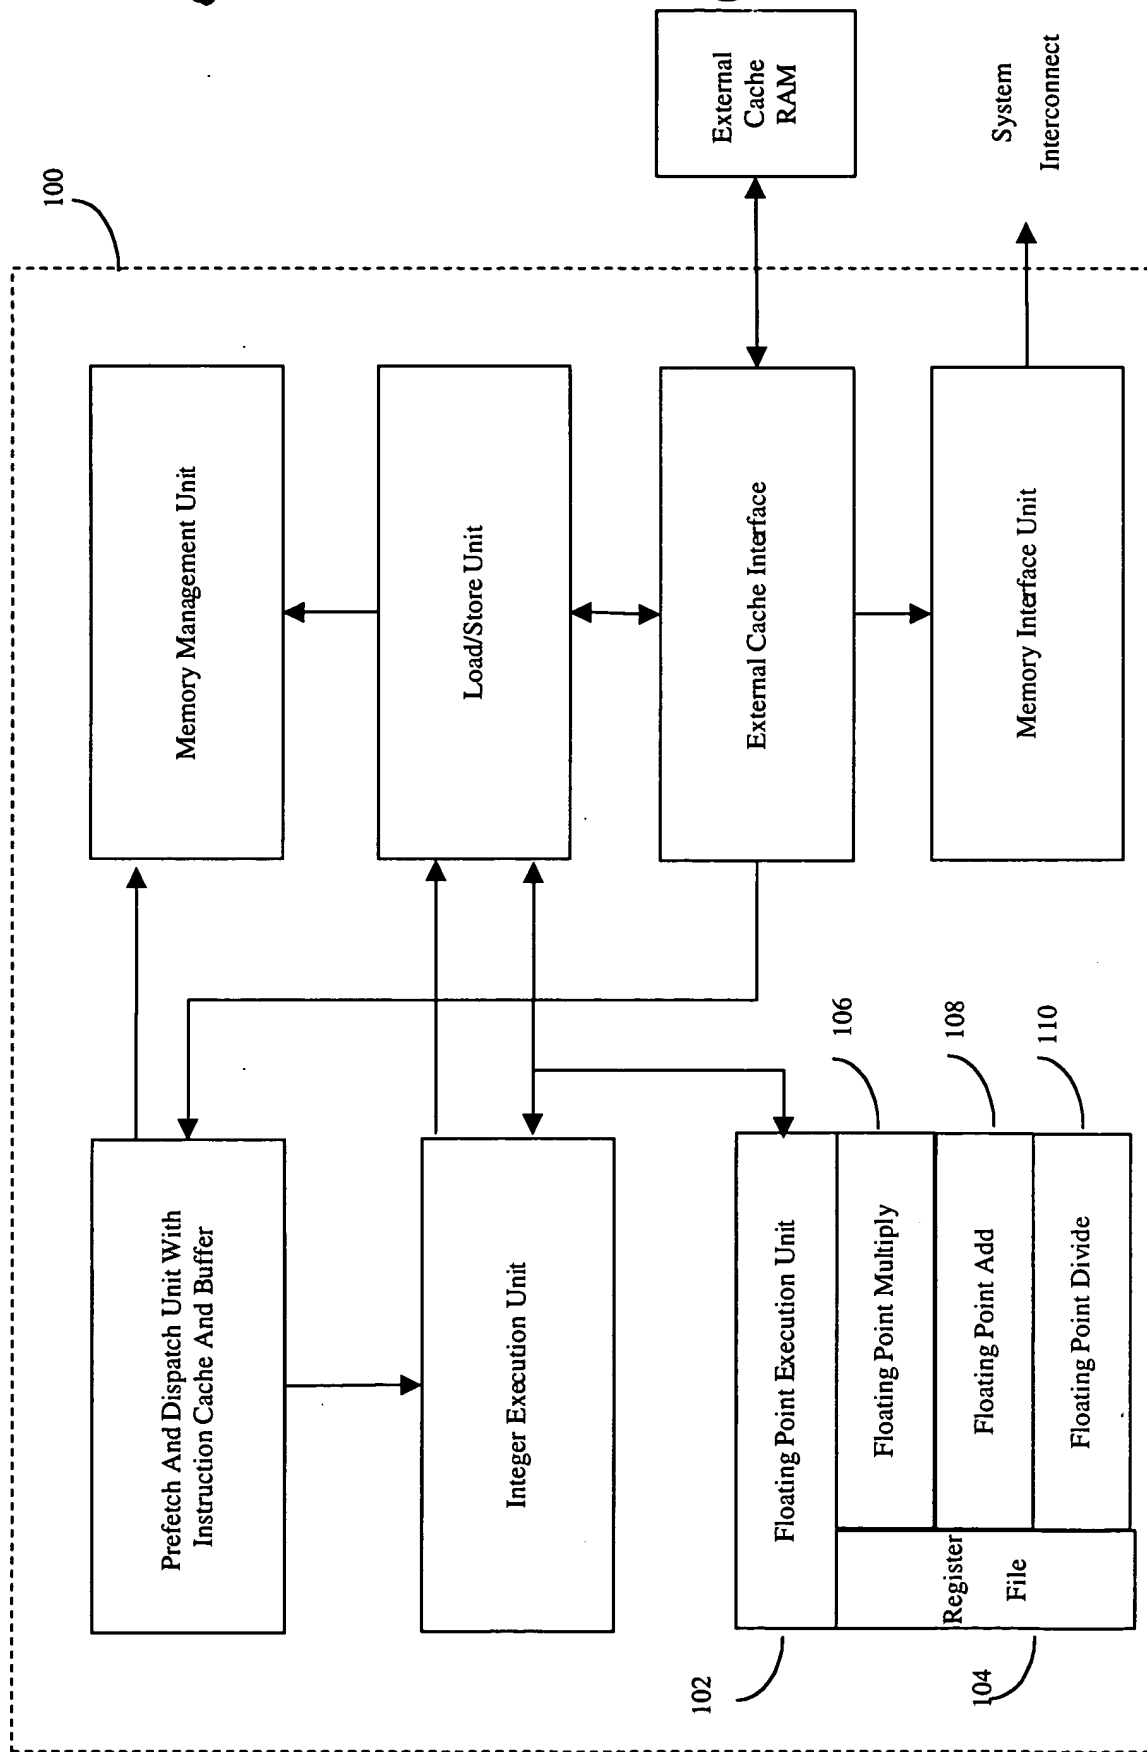 100
Prefetch And Dispatch Unit With
Instruction Cache And Buffer
Memory Management Unit
Integer Execution Unit
Load/Store Unit
External
Cache
RAM
External Cache Interface
102
Floating Point Execution Unit
106
Floating Point Multiply
108
Floating Point Add
110
Floating Point Divide
Register
File
104
Memory Interface Unit
System
Interconnect